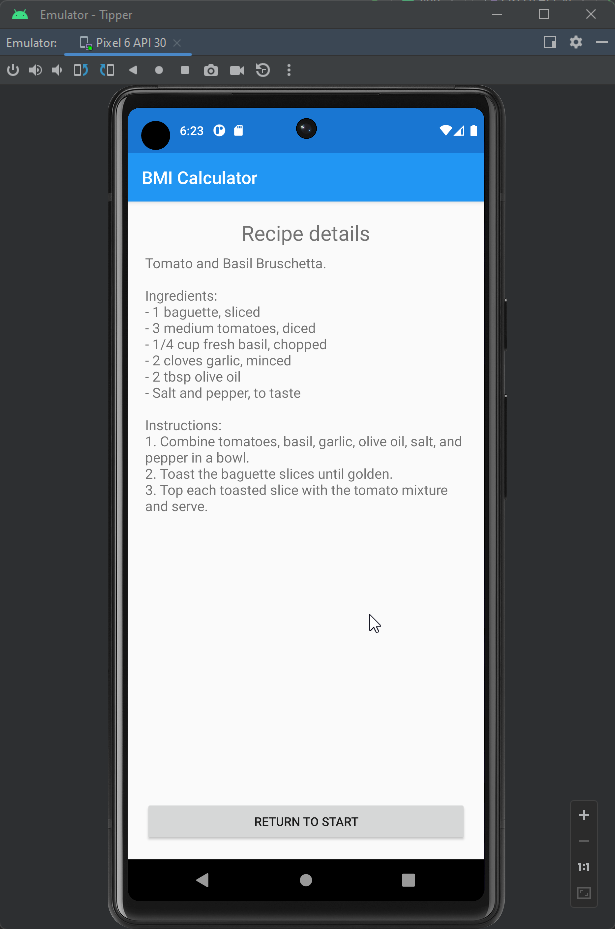 Emulator - Tipper
Emulator:
Pixel 6 API 30
6:23
BMI Calculator
Recipe details
Tomato and Basil Bruschetta.
Ingredients:
- 1 baguette, sliced
- 3 medium tomatoes, diced
- 1/4 cup fresh basil, chopped
- 2 cloves garlic, minced
- 2 tbsp olive oil
- Salt and pepper, to taste
Instructions:
1. Combine tomatoes, basil, garlic, olive oil, salt, and
pepper in a bowl.
2. Toast the baguette slices until golden.
3. Top each toasted slice with the tomato mixture
and serve.
RETURN TO START
1:1